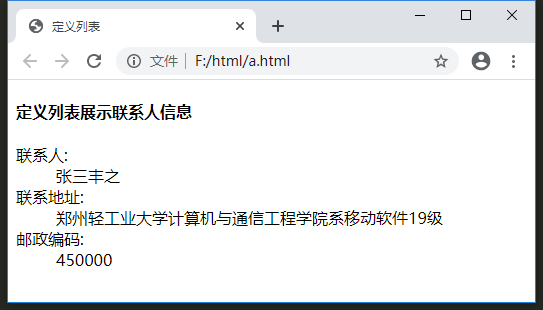 定义列表
文件 F:/html/a.html
定义列表展示联系人信息
联系人:
张三丰之
联系地址:
郑州轻工业大学计算机与通信工程学院系移动软件19级
邮政编码:
450000